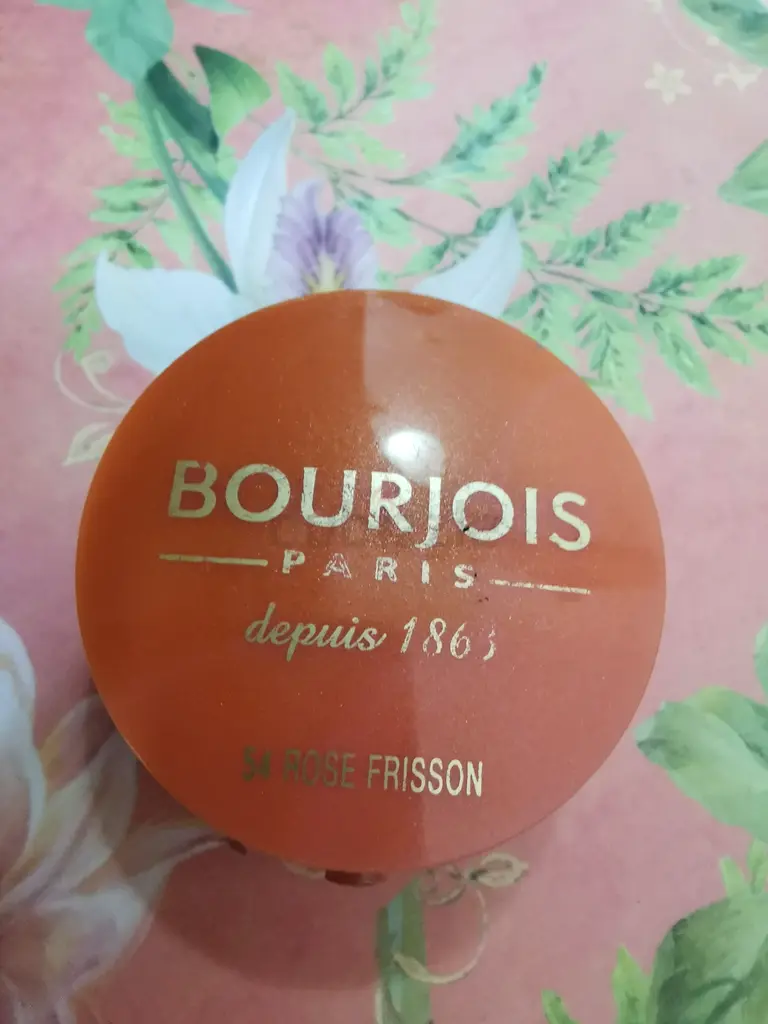 BOURJOIS
PARIS
depuis 1863
54 ROSE FRISSON